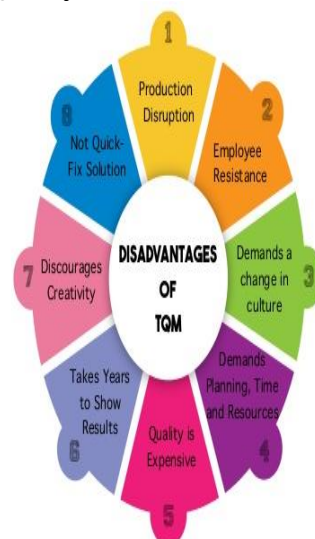 DISADVANTAGES
OF
TQM
1
Production
Disruption
2
Employee
Resistance
3
Demands a
change in
culture
4
Demands
Planning, Time
and Resources
5
Quality is
Expensive
6
Takes Years
to Show
Results
7
Discourages
Creativity
8
Not Quick-
Fix Solution